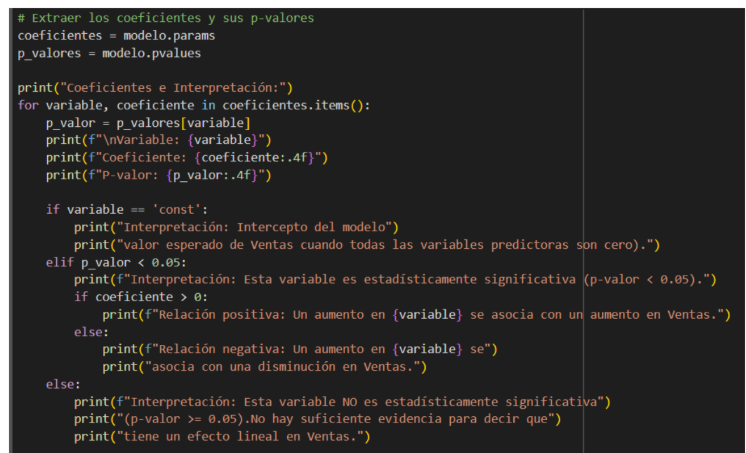 # Extraer los coeficientes y sus p-valores
coeficientes = modelo.params
p_valores = modelo.pvalues

print("Coeficientes e Interpretación:")
for variable, coeficiente in coeficientes.items():
    p_valor = p_valores[variable]
    print(f"\nVariable: {variable}")
    print(f"Coeficiente: {coeficiente:.4f}")
    print(f"P-valor: {p_valor:.4f}")

    if variable == 'const':
        print("Interpretación: Intercepto del modelo")
        print("valor esperado de Ventas cuando todas las variables predictoras son cero).")
    elif p_valor < 0.05:
        print(f"Interpretación: Esta variable es estadísticamente significativa (p-valor < 0.05).")
        if coeficiente > 0:
            print(f"Relación positiva: Un aumento en {variable} se asocia con un aumento en Ventas.")
        else:
            print(f"Relación negativa: Un aumento en {variable} se")
            print("asocia con una disminución en Ventas.")
    else:
        print(f"Interpretación: Esta variable NO es estadísticamente significativa")
        print("(p-valor >= 0.05).No hay suficiente evidencia para decir que")
        print("tiene un efecto lineal en Ventas.")